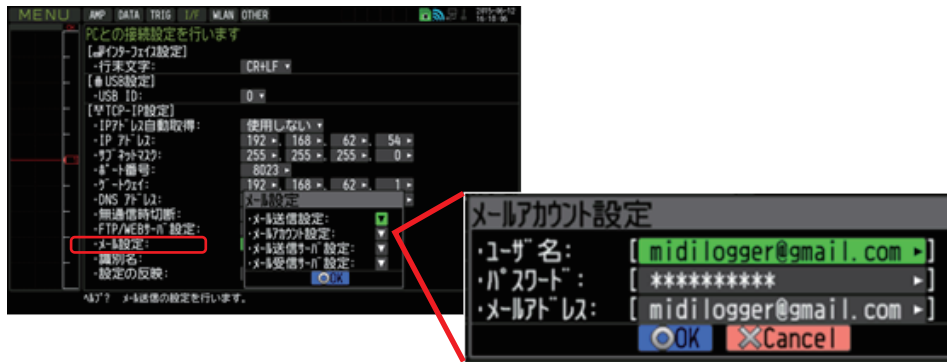 MENU AMP DATA TRIG I/F WLAN OTHER 2015-06-12
16:18:06
PCとの接続設定を行います
[インターフェイス設定]
・行末文字: CR+LF
[USB設定]
・USB ID: 0
[TCP-IP設定]
・IPアドレス自動取得: 使用しない
・IP アドレス: 192 . 168 . 62 . 54
・サブネットマスク: 255 . 255 . 255 . 0
・ポート番号: 8023
・ゲートウェイ: 192 . 168 . 62 . 1
・DNS アドレス:
・無通信時切断:
・FTP/WEBサーバ設定:
・メール設定:
・識別名:
・設定の反映:
メール設定
・メール送信設定:
・メールアカウント設定:
・メール送信サーバ設定:
・メール受信サーバ設定:
OK
ヘルプ? メール送信の設定を行います。
メールアカウント設定
・ユーザ名: [ midilogger@gmail.com ]
・パスワード: [ ********** ]
・メールアドレス: [ midilogger@gmail.com ]
OK Cancel